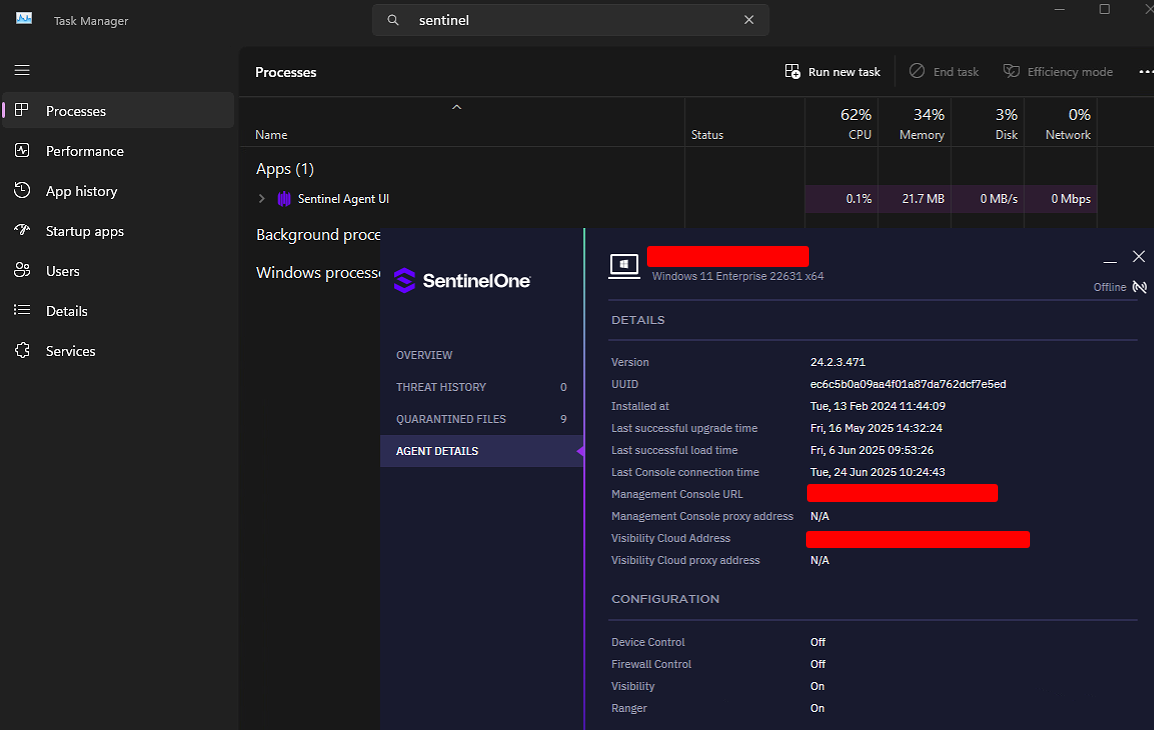 Task Manager
sentinel
Processes
Run new task
End task
Efficiency mode
Processes
Performance
App history
Startup apps
Users
Details
Services
62% 34% 3% 0%
Name Status CPU Memory Disk Network
Apps (1)
Sentinel Agent UI 0.1% 21.7 MB 0 MB/s 0 Mbps
Background proce
Windows process
SentinelOne
OVERVIEW
THREAT HISTORY 0
QUARANTINED FILES 9
AGENT DETAILS
Windows 11 Enterprise 22631 x64
Offline
DETAILS
Version 24.2.3.471
UUID ec6c5b0a09aa4f01a87da762dcf7e5ed
Installed at Tue, 13 Feb 2024 11:44:09
Last successful upgrade time Fri, 16 May 2025 14:32:24
Last successful load time Fri, 6 Jun 2025 09:53:26
Last Console connection time Tue, 24 Jun 2025 10:24:43
Management Console URL
Management Console proxy address N/A
Visibility Cloud Address
Visibility Cloud proxy address N/A
CONFIGURATION
Device Control Off
Firewall Control Off
Visibility On
Ranger On